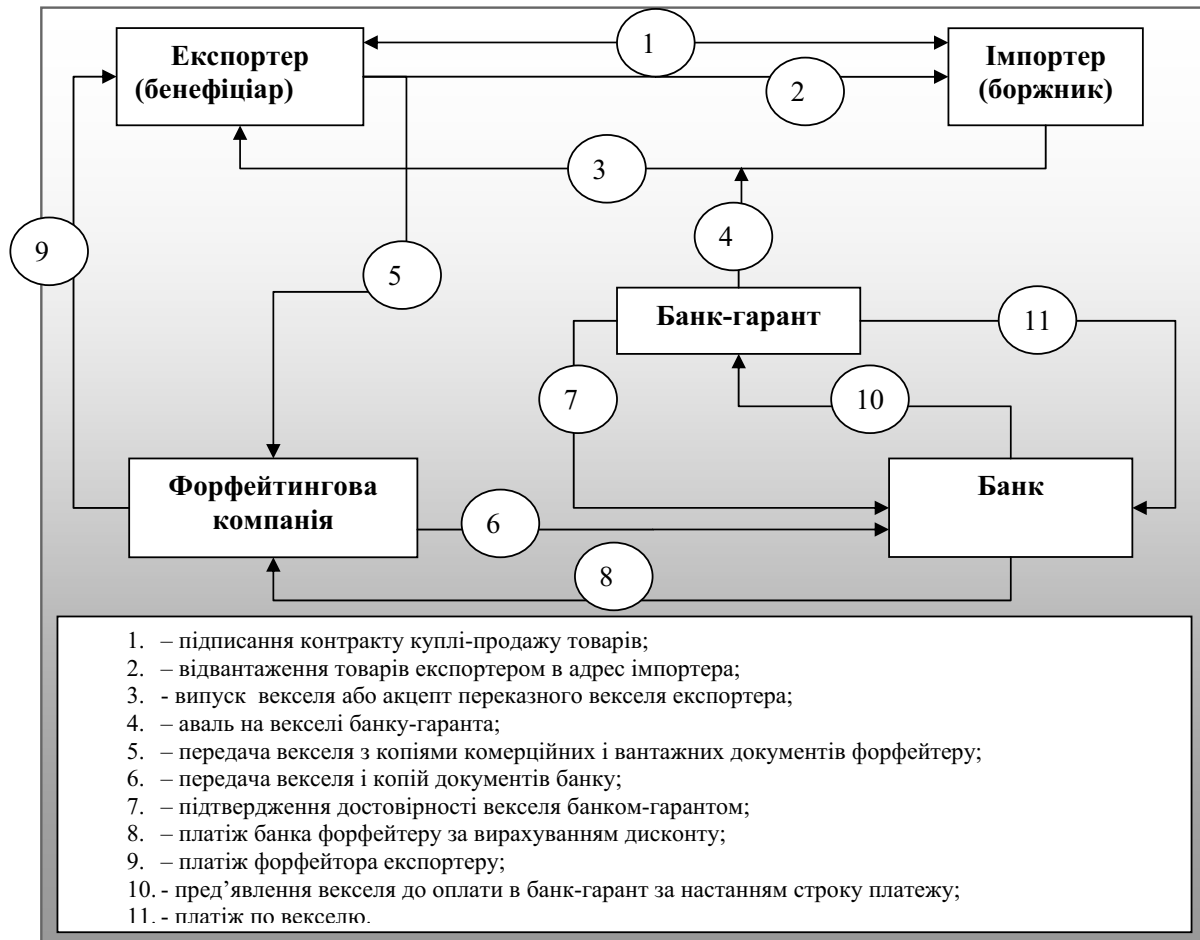 Експортер
(бенефіціар)
1
Імпортер
(боржник)
2
3
9
4
5
Банк-гарант
11
7
10
Форфейтингова
компанія
Банк
6
8
1. – підписання контракту куплі-продажу товарів;
2. – відвантаження товарів експортером в адрес імпортера;
3. - випуск векселя або акцепт переказного векселя експортера;
4. – аваль на векселі банку-гаранта;
5. – передача векселя з копіями комерційних і вантажних документів форфейтеру;
6. – передача векселя і копій документів банку;
7. – підтвердження достовірності векселя банком-гарантом;
8. – платіж банка форфейтеру за вирахуванням дисконту;
9. – платіж форфейтора експортеру;
10. - пред’явлення векселя до оплати в банк-гарант за настанням строку платежу;
11. - платіж по векселю.